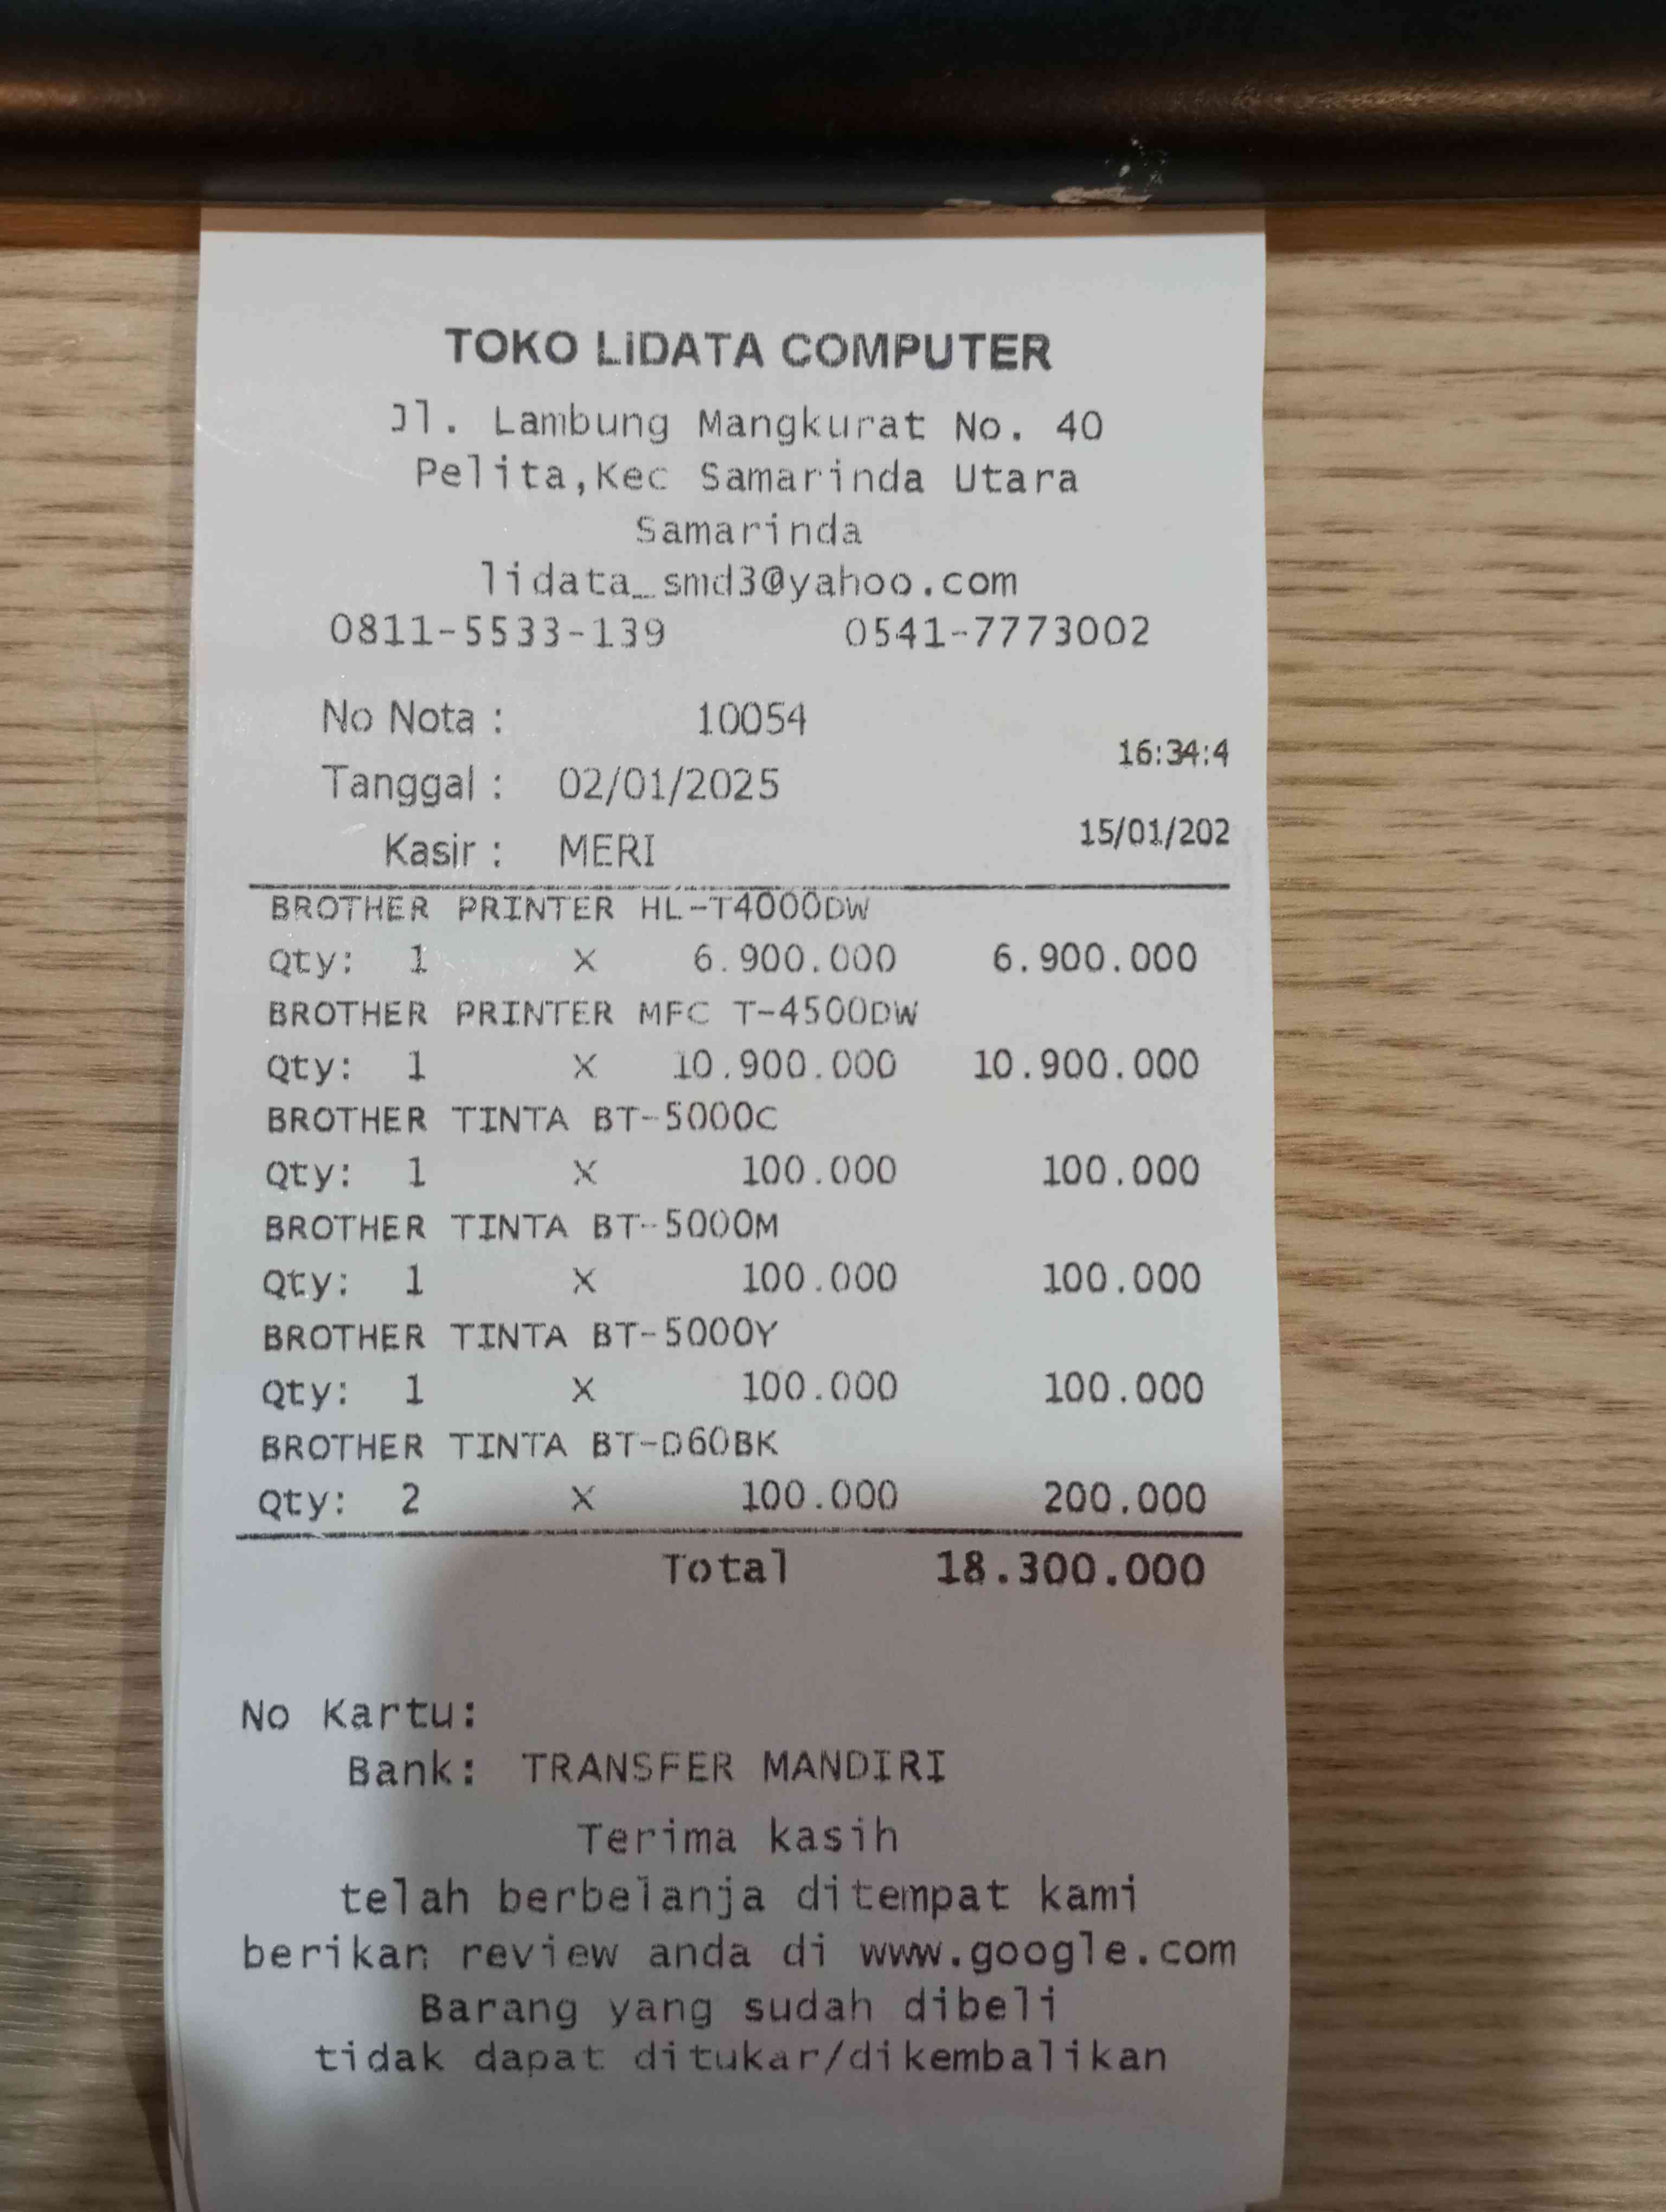 TOKO LiDATA COMPUTER
Jl. Lambung Mangkurat No. 40
Pelita,Kec Samarinda Utara
Samarinda
lidata_smd3@yahoo.com
0811-5533-139 0541-7773002
No Nota : 10054
16:34:4
Tanggal : 02/01/2025
15/01/202
Kasir : MERI
BROTHER PRINTER HL-T4000DW
Qty: 1 X 6.900.000 6.900.000
BROTHER PRINTER MFC T-4500DW
Qty: 1 X 10.900.000 10.900.000
BROTHER TINTA BT-5000C
Qty: 1 X 100.000 100.000
BROTHER TINTA BT-5000M
Qty: 1 X 100.000 100.000
BROTHER TINTA BT-5000Y
Qty: 1 X 100.000 100.000
BROTHER TINTA BT-D60BK
Qty: 2 X 100.000 200.000
Total 18.300.000
No Kartu:
Bank: TRANSFER MANDIRI
Terima kasih
telah berbelanja ditempat kami
berikan review anda di www.google.com
Barang yang sudah dibeli
tidak dapat ditukar/dikembalikan